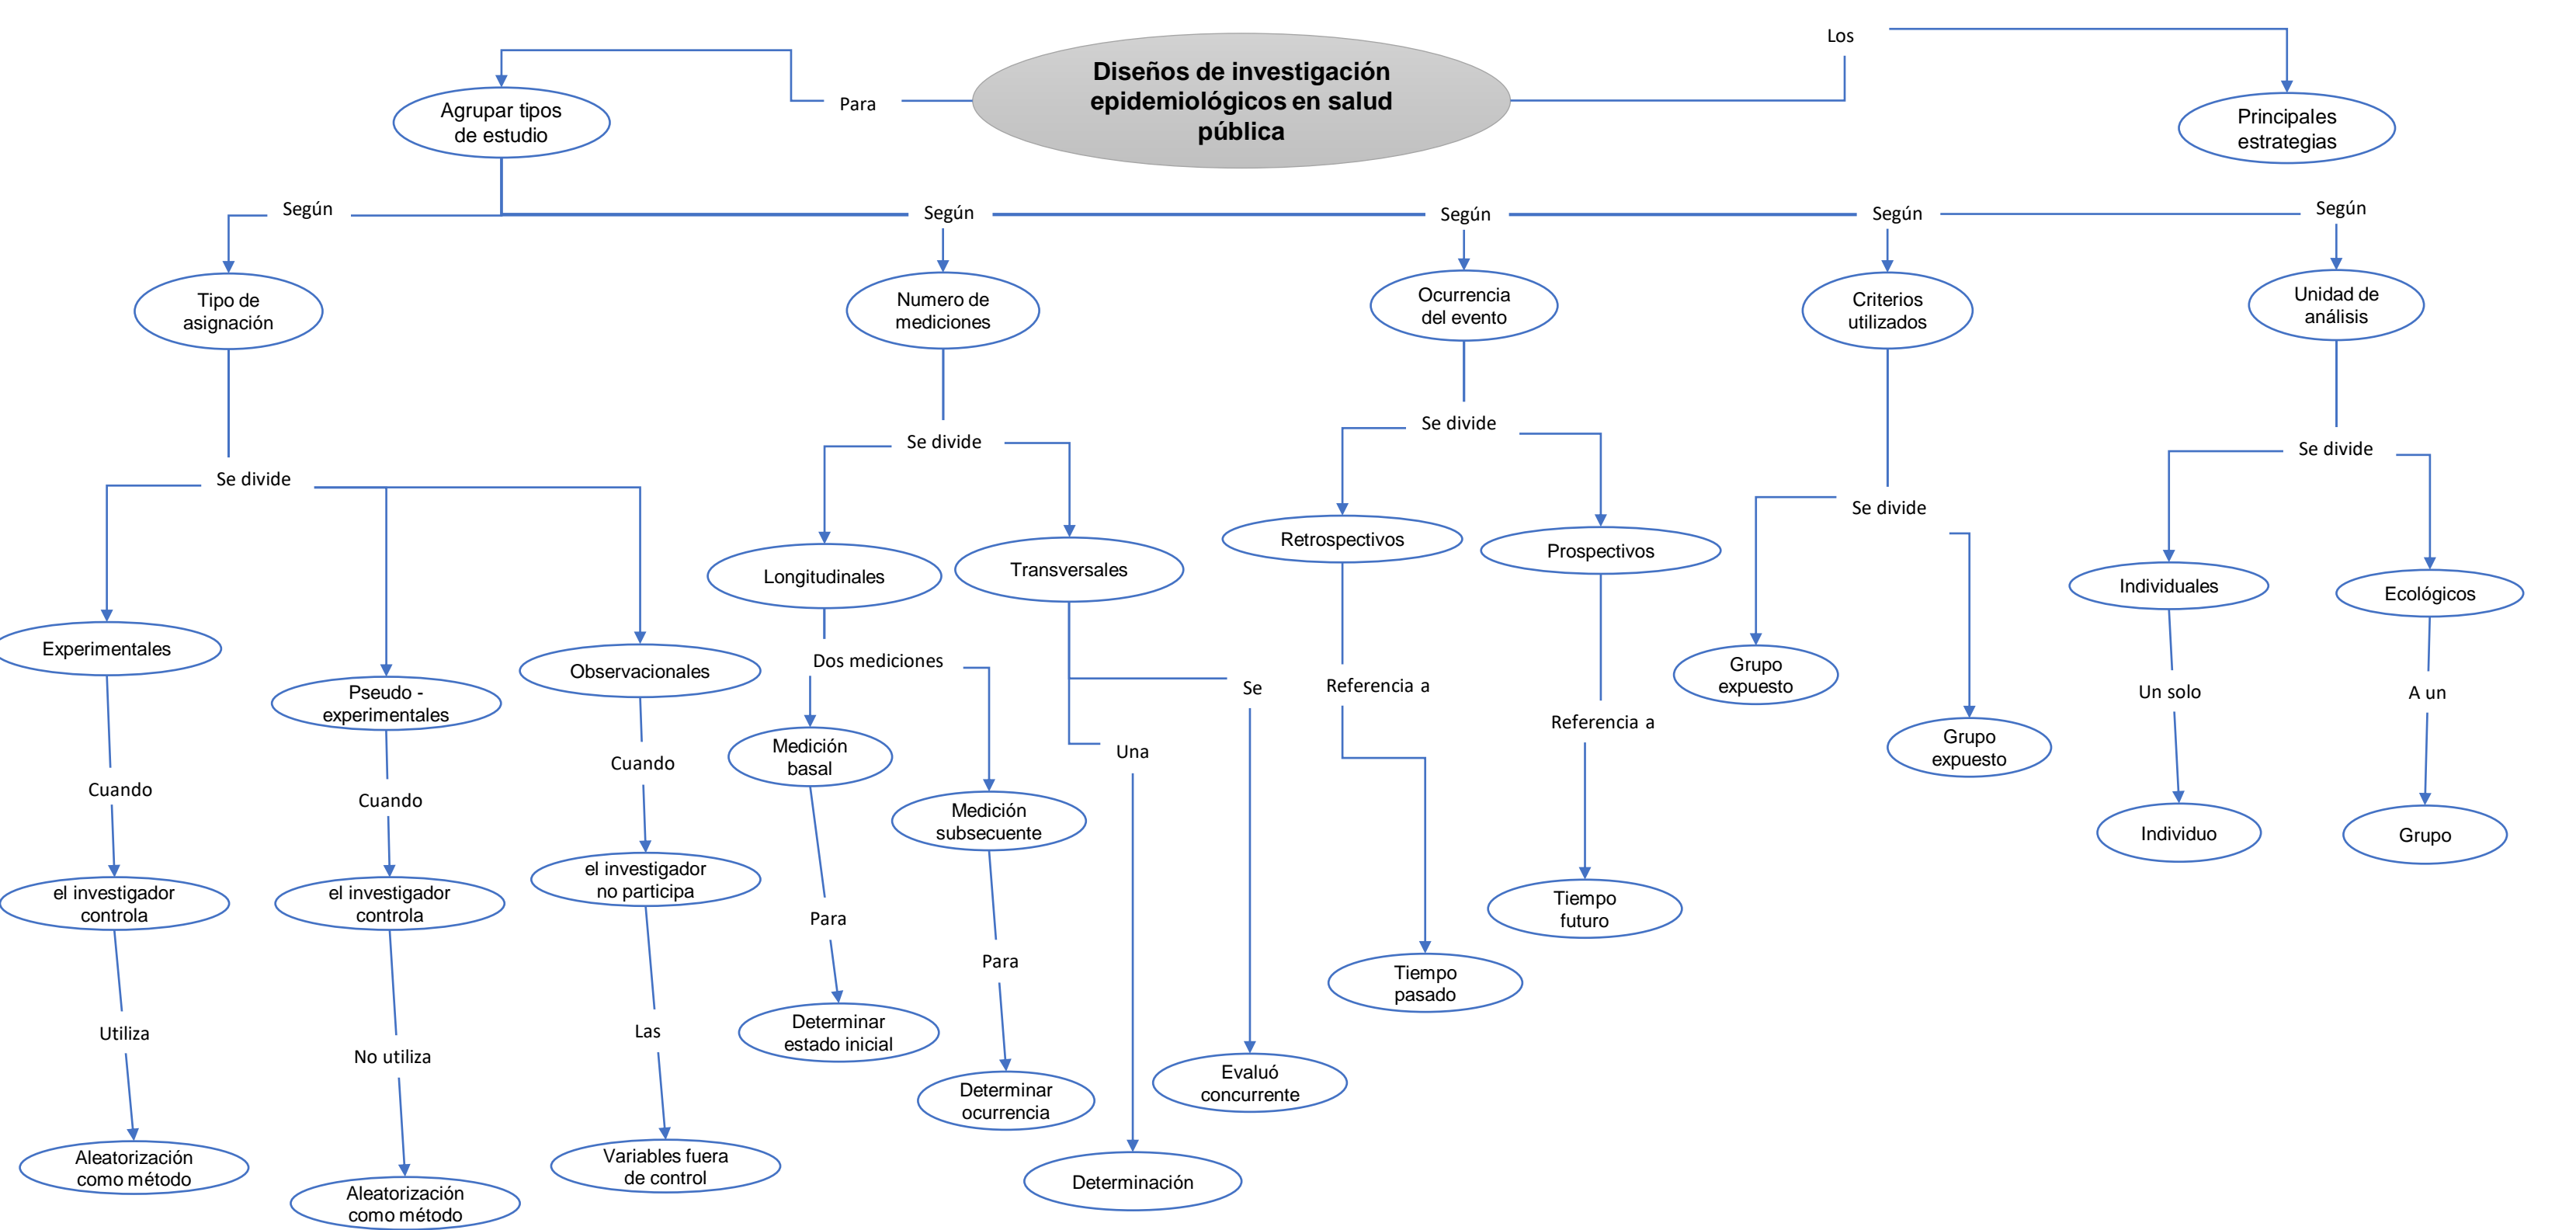 Los
Diseños de investigación
epidemiológicos en salud
pública
Para
Agrupar tipos
de estudio
Principales
estrategias
Según
Según
Según
Según
Según
Tipo de
asignación
Numero de
mediciones
Ocurrencia
del evento
Criterios
utilizados
Unidad de
análisis
Se divide
Se divide
Se divide
Se divide
Se divide
Experimentales
Pseudo -
experimentales
Observacionales
Longitudinales
Transversales
Retrospectivos
Prospectivos
Grupo
expuesto
Grupo
expuesto
Individuales
Ecológicos
Cuando
Cuando
Cuando
Dos mediciones
Medición
basal
Medición
subsecuente
Se
Una
Referencia a
Referencia a
Un solo
A un
Individuo
Grupo
el investigador
controla
el investigador
controla
el investigador
no participa
Para
Para
Tiempo
futuro
Tiempo
pasado
Utiliza
No utiliza
Las
Determinar
estado inicial
Determinar
ocurrencia
Evaluó
concurrente
Determinación
Aleatorización
como método
Aleatorización
como método
Variables fuera
de control